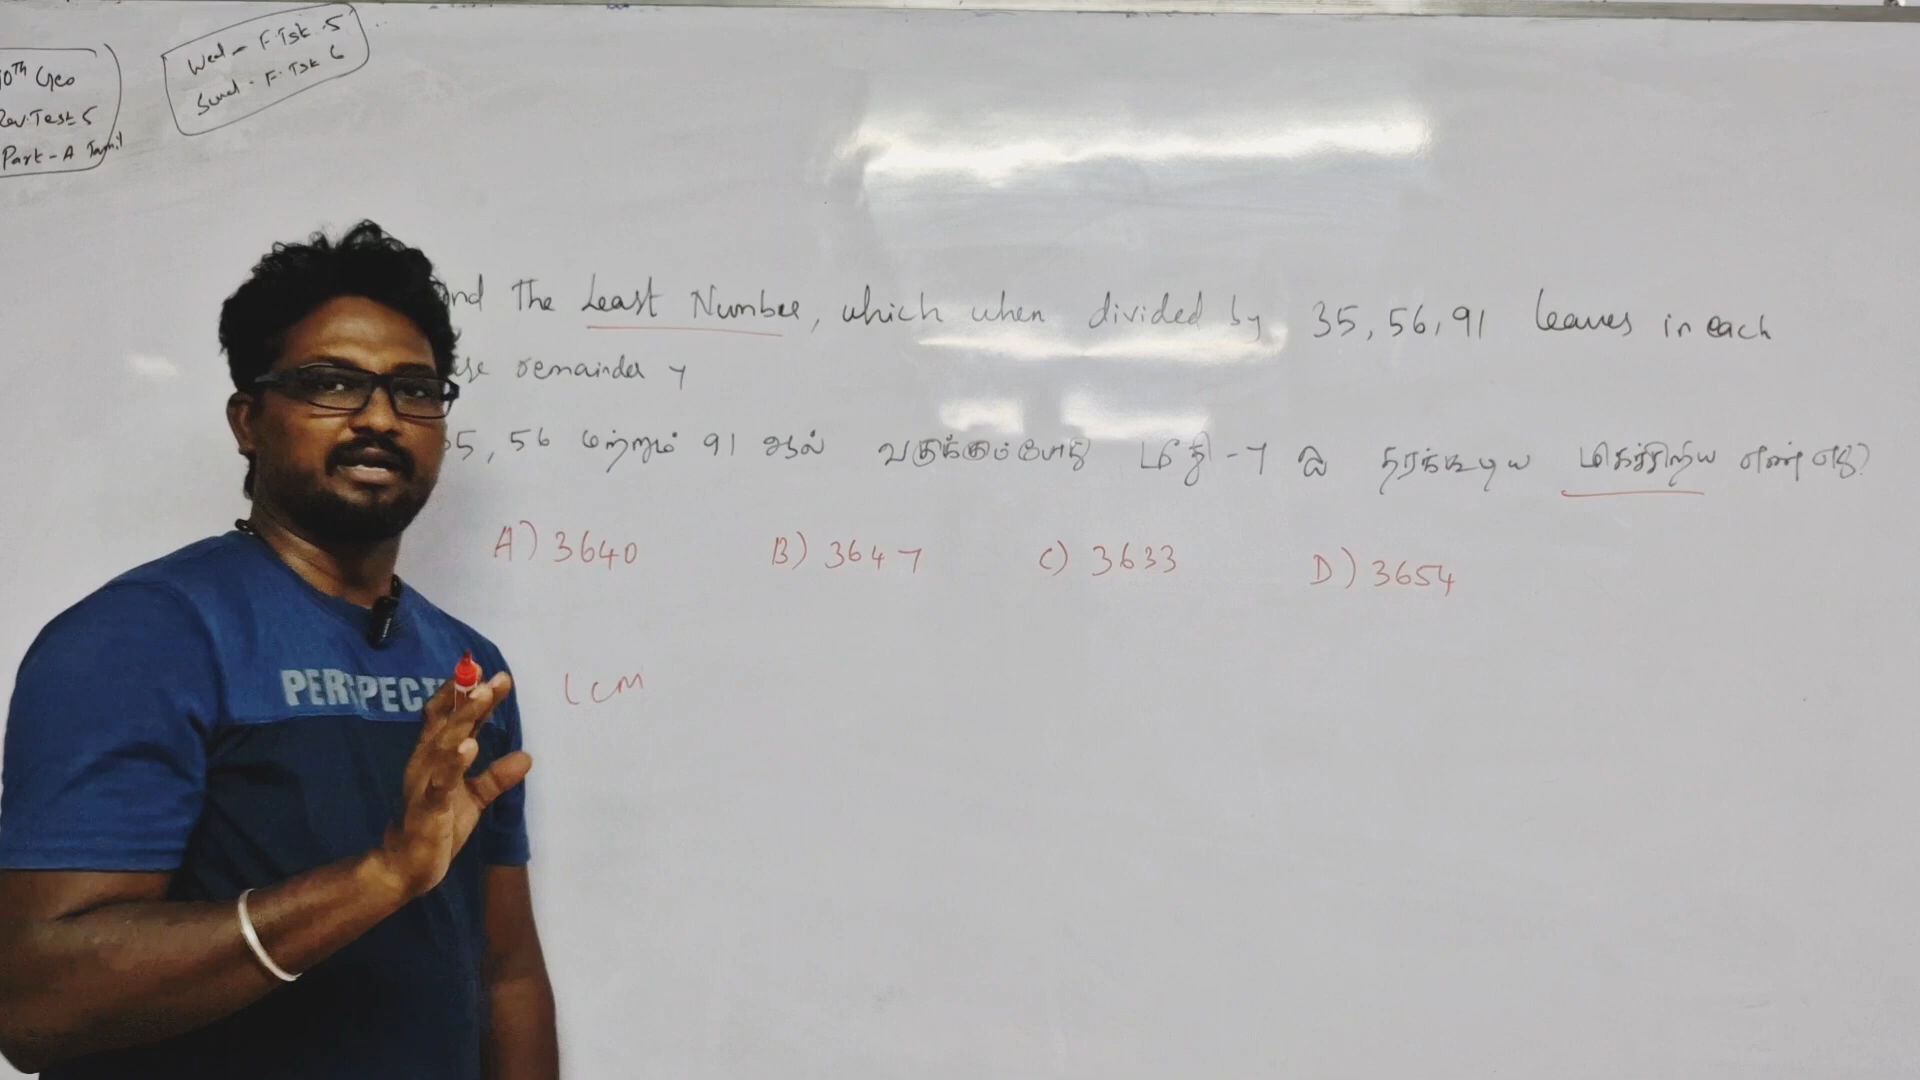 10TH Geo
Rev.Test 5
Part-A Tamil
Wed - F.Tst.5
Sund - F.Tst 6
nd The Least Number, which when divided by 35, 56, 91 leaves in each
se remainder 7
5, 56 மற்றும் 91 ஆல் வகுக்கும்போது மீதி-7 ஐ தரக்கூடிய மிகச்சிறிய எண் எது?
A) 3640 B) 3647 C) 3633 D) 3654
LCM
PERSPECT